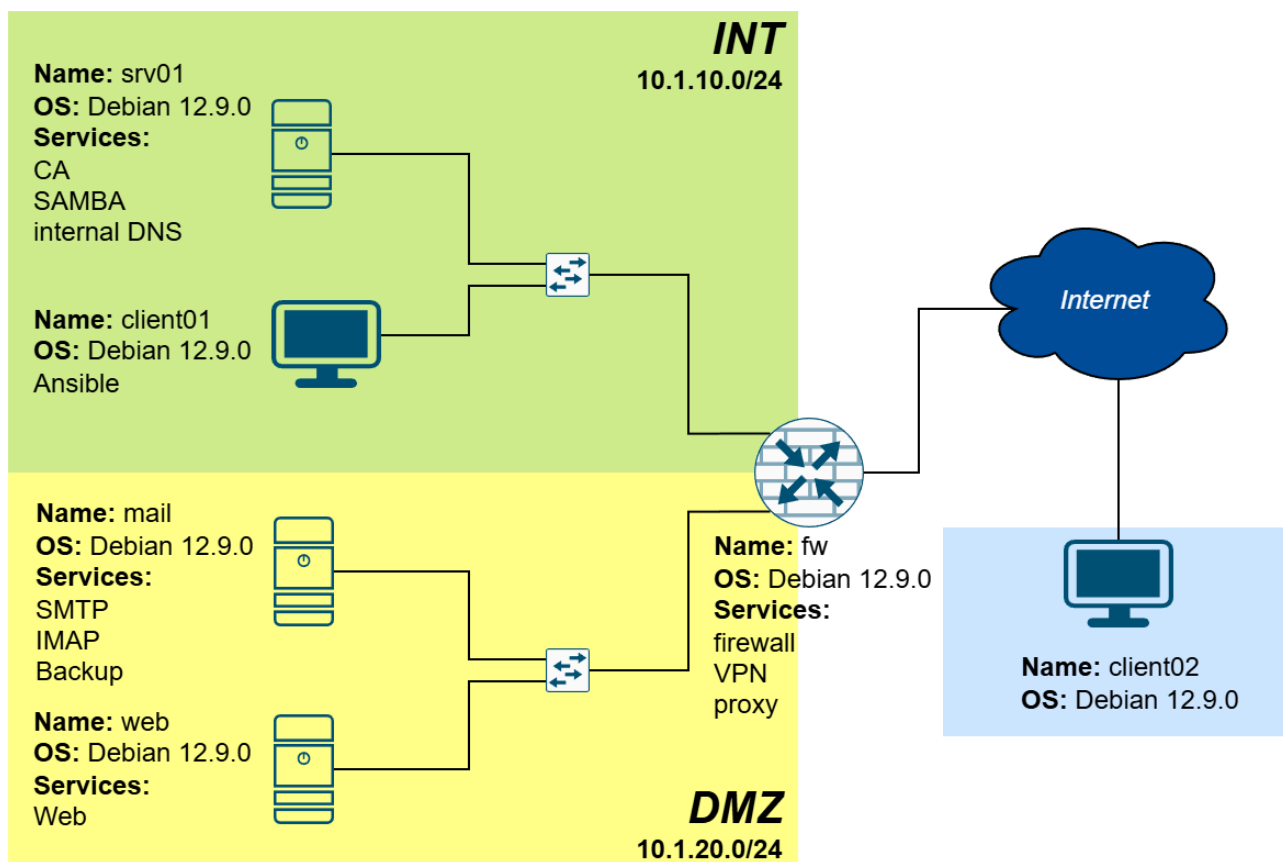 INT
10.1.10.0/24
Name: srv01
OS: Debian 12.9.0
Services:
CA
SAMBA
internal DNS
Name: client01
OS: Debian 12.9.0
Ansible
Internet
Name: mail
OS: Debian 12.9.0
Services:
SMTP
IMAP
Backup
Name: fw
OS: Debian 12.9.0
Services:
firewall
VPN
proxy
Name: client02
OS: Debian 12.9.0
Name: web
OS: Debian 12.9.0
Services:
Web
DMZ
10.1.20.0/24